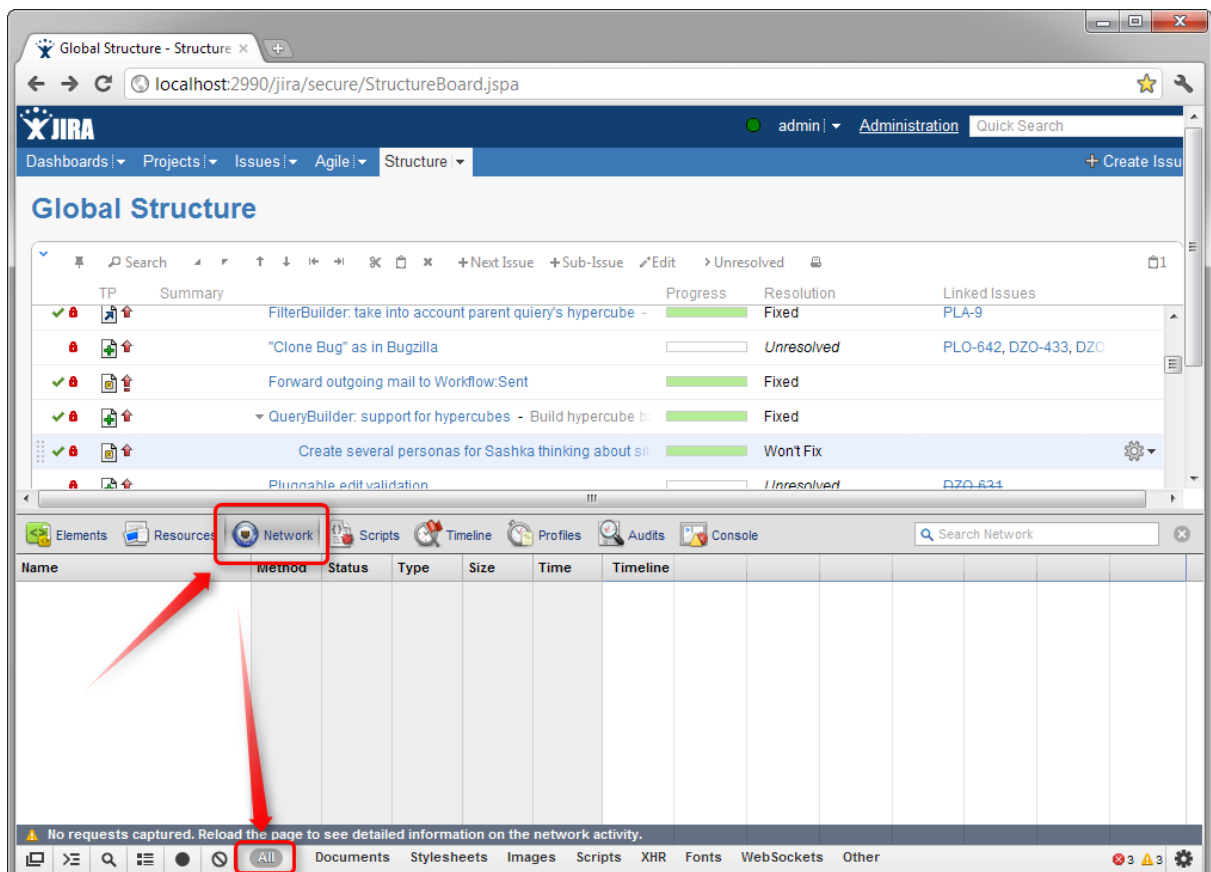 Global Structure - Structure
localhost:2990/jira/secure/StructureBoard.jspa
JIRA admin Administration Quick Search
Dashboards Projects Issues Agile Structure + Create Issu
Global Structure
Search +Next Issue +Sub-Issue Edit >Unresolved 1
TP Summary Progress Resolution Linked Issues
FilterBuilder: take into account parent quiery's hypercube - Fixed PLA-9
"Clone Bug" as in Bugzilla Unresolved PLO-642, DZO-433, DZO
Forward outgoing mail to Workflow:Sent Fixed
QueryBuilder: support for hypercubes - Build hypercube b Fixed
Create several personas for Sashka thinking about sit Won't Fix
Pluggable edit validation Unresolved DZO-631
Elements Resources Network Scripts Timeline Profiles Audits Console Search Network
Name Method Status Type Size Time Timeline
No requests captured. Reload the page to see detailed information on the network activity.
All Documents Stylesheets Images Scripts XHR Fonts WebSockets Other 3 3